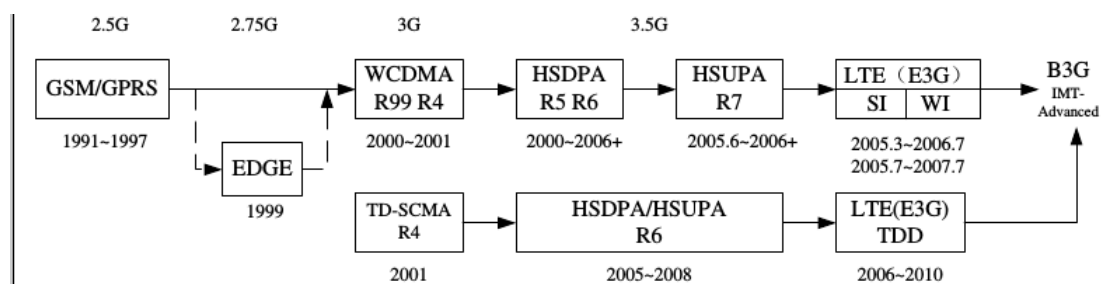 2.5G 2.75G 3G 3.5G
GSM/GPRS
1991~1997
EDGE
1999
WCDMA
R99 R4
2000~2001
HSDPA
R5 R6
2000~2006+
HSUPA
R7
2005.6~2006+
LTE（E3G）
SI WI
2005.3~2006.7
2005.7~2007.7
B3G
IMT-
Advanced
TD-SCMA
R4
2001
HSDPA/HSUPA
R6
2005~2008
LTE(E3G)
TDD
2006~2010